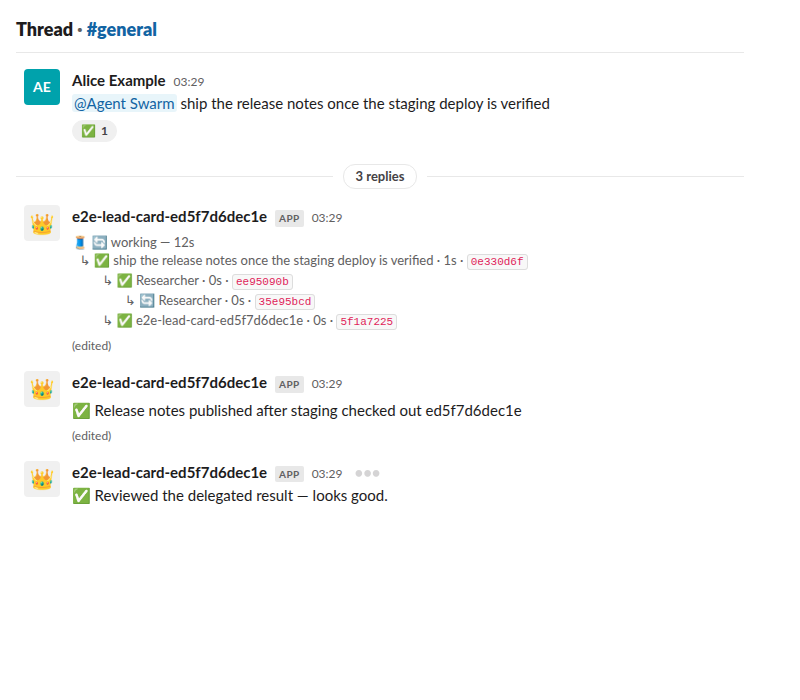 Thread • #general
AE
Alice Example 03:29
@Agent Swarm ship the release notes once the staging deploy is verified
✅ 1
3 replies
e2e-lead-card-ed5f7d6dec1e APP 03:29
🧵 🔄 working — 12s
↳ ✅ ship the release notes once the staging deploy is verified · 1s · 0e330d6f
↳ ✅ Researcher · 0s · ee95090b
↳ 🔄 Researcher · 0s · 35e95bcd
↳ ✅ e2e-lead-card-ed5f7d6dec1e · 0s · 5f1a7225
(edited)
e2e-lead-card-ed5f7d6dec1e APP 03:29
✅ Release notes published after staging checked out ed5f7d6dec1e
(edited)
e2e-lead-card-ed5f7d6dec1e APP 03:29
✅ Reviewed the delegated result — looks good.